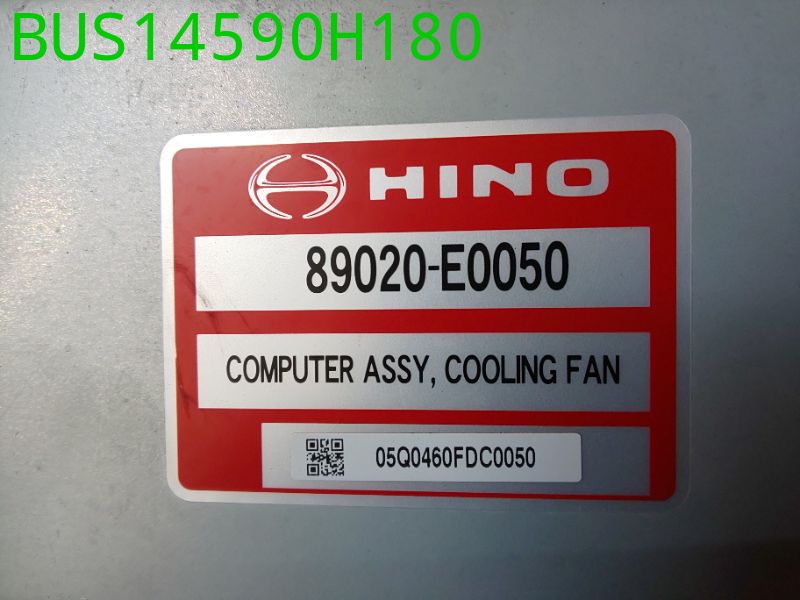 BUS14590H180
HINO
89020-E0050
COMPUTER ASSY, COOLING FAN
05Q0460FDC0050